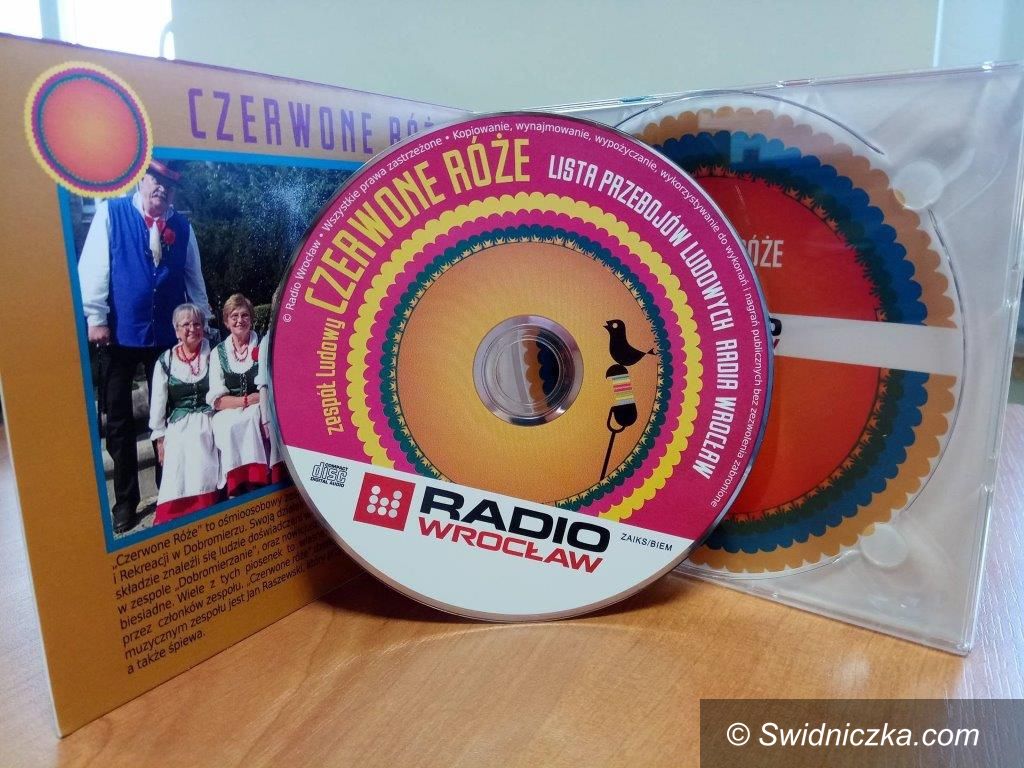 CZERWONE RÓŻ
„Czerwone Róże" to ośmioosobowy
i Rekreacji w Dobromierzu. Swoją
składzie znaleźli się ludzie doświadczeni
w zespole „Dobromierzanie", oraz
biesiadne. Wiele z tych piosenek to
przez członków zespołu. „Czerwone róże"
muzycznym zespołu jest Jan Raszewski, który
a także śpiewa.
© Radio Wrocław • Wszystkie prawa zastrzeżone • Kopiowanie, wynajmowanie, wypożyczanie, wykorzystywanie do wykonań i nagrań publicznych bez zezwolenia zabronione
zespół ludowy CZERWONE RÓŻE
LISTA PRZEBOJÓW LUDOWYCH RADIA WROCŁAW
COMPACT
disc
DIGITAL AUDIO
RADIO
WROCŁAW
ZAIKS/BIEM
RÓŻE
© Swidniczka.com